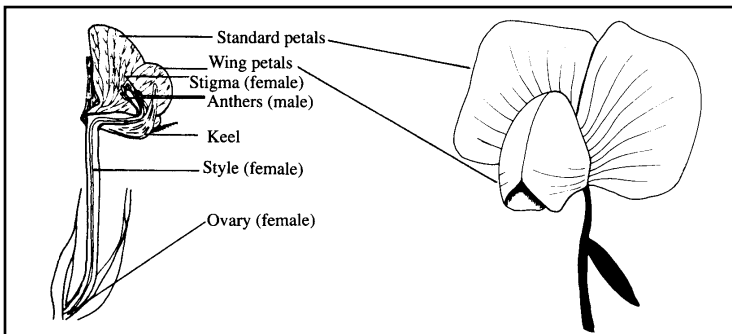 Standard petals
Wing petals
Stigma (female)
Anthers (male)
Keel
Style (female)
Ovary (female)